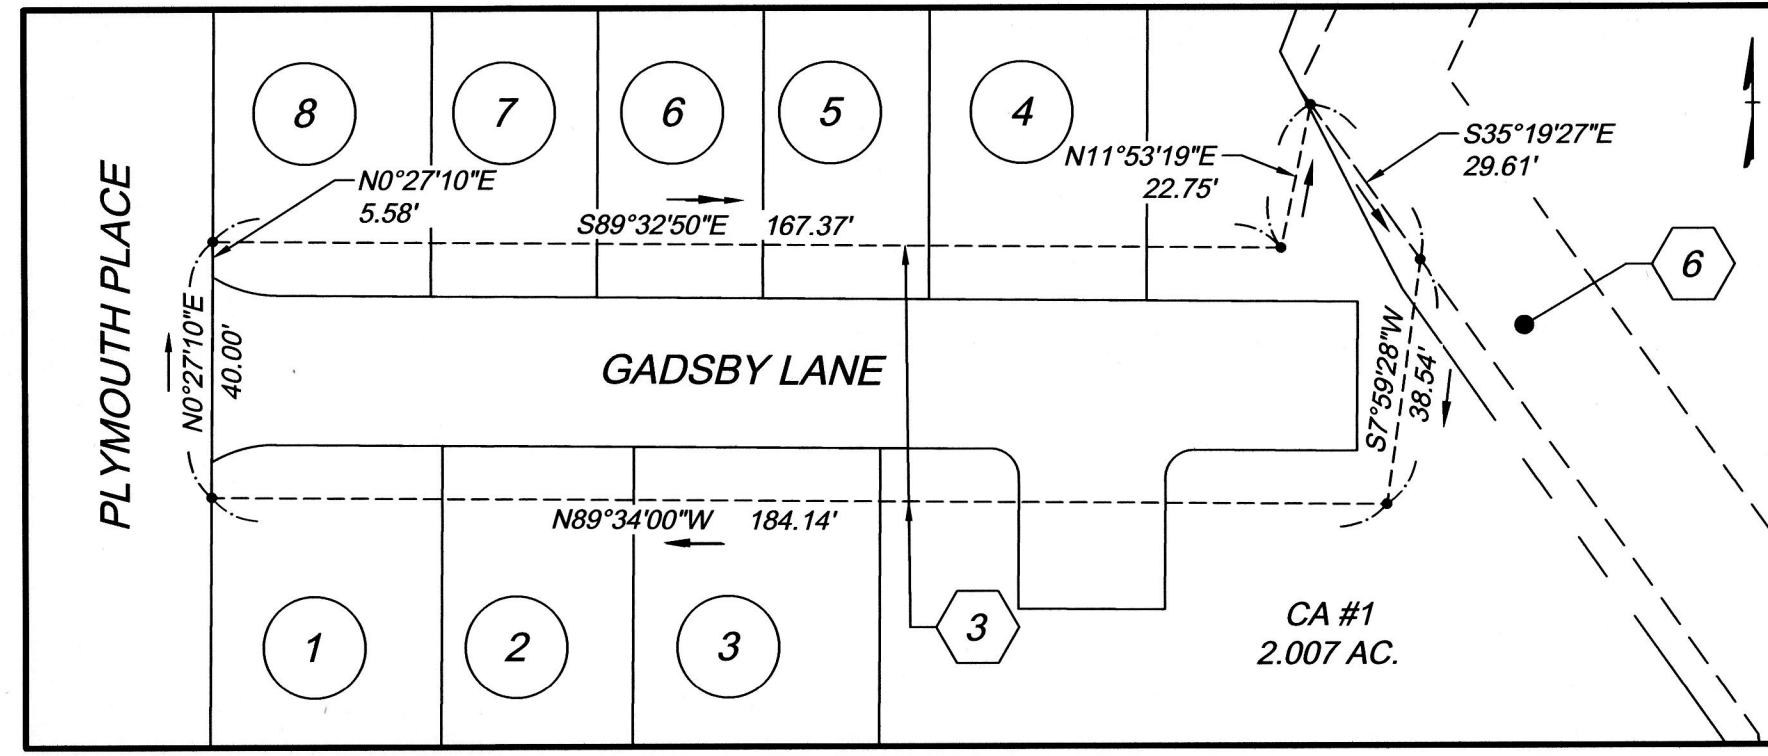 8
7
6
5
4
N0°27'10"E
5.58'
S89°32'50"E 167.37'
N11°53'19"E
22.75'
S35°19'27"E
29.61'
6
PLYMOUTH PLACE
N0°27'10"E
40.00'
GADSBY LANE
S7°59'28"W
38.54'
N89°34'00"W 184.14'
1
2
3
3
CA #1
2.007 AC.